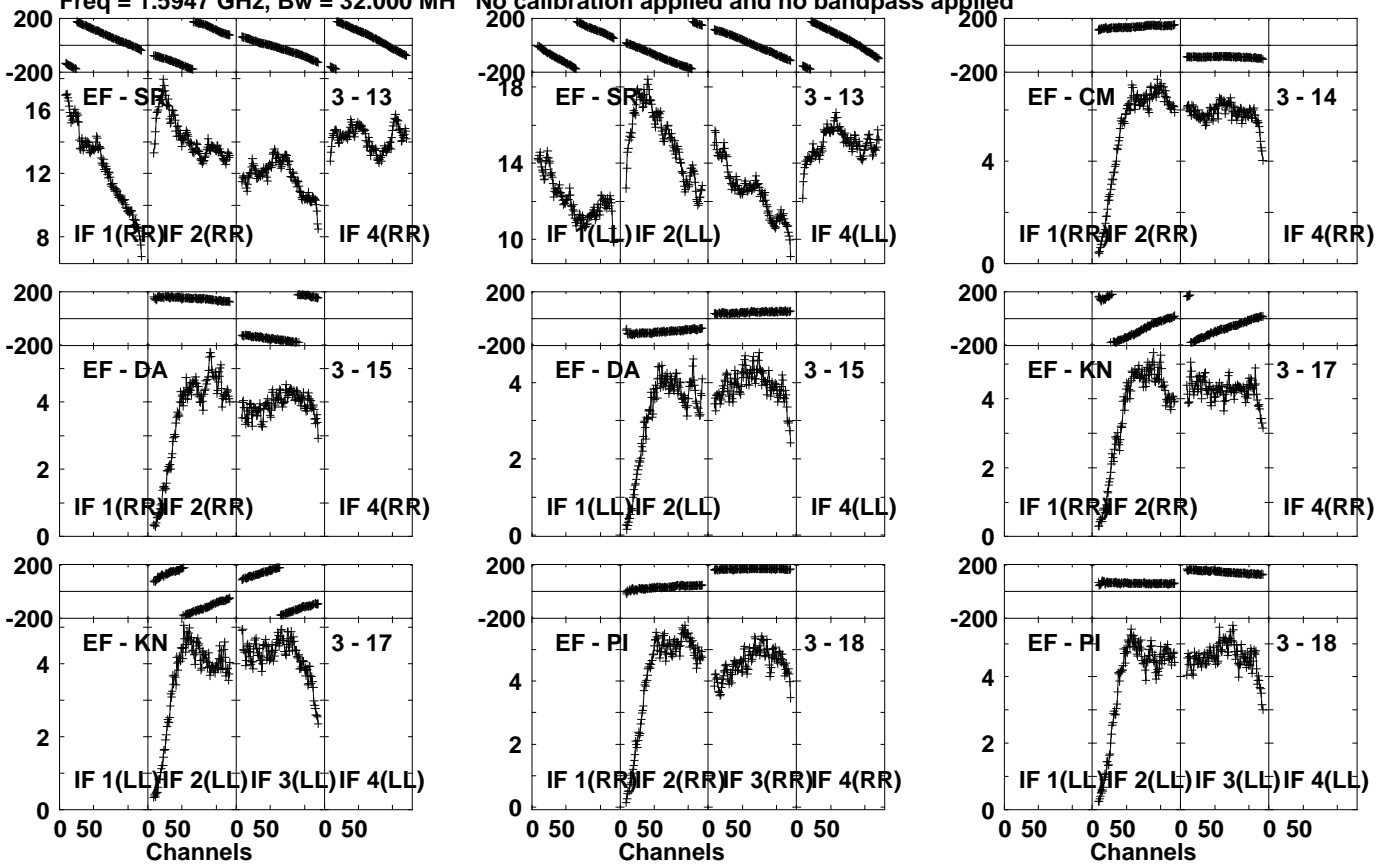 Freq = 1.5947 GHz, Bw = 32.000 MH   No calibration applied and no bandpass applied
200
-200
16
12
8
EF - SR
3 - 13
IF 1(RR)
IF 2(RR)
IF 4(RR)
18
14
10
EF - SR
3 - 13
IF 1(LL)
IF 2(LL)
IF 4(LL)
200
-200
4
0
EF - CM
3 - 14
IF 1(RR)
IF 2(RR)
IF 4(RR)
200
-200
4
2
0
EF - DA
3 - 15
IF 1(RR)
IF 2(RR)
IF 4(RR)
4
2
0
EF - DA
3 - 15
IF 1(LL)
IF 2(LL)
IF 4(LL)
200
-200
4
2
0
EF - KN
3 - 17
IF 1(RR)
IF 2(RR)
IF 4(RR)
200
-200
4
2
0
EF - KN
3 - 17
IF 1(LL)
IF 2(LL)
IF 3(LL)
IF 4(LL)
4
2
0
EF - PI
3 - 18
IF 1(RR)
IF 2(RR)
IF 3(RR)
IF 4(RR)
200
-200
4
2
0
EF - PI
3 - 18
IF 1(LL)
IF 2(LL)
IF 3(LL)
IF 4(LL)
0 50 0 50 0 50 0 50
Channels
0 50 0 50 0 50 0 50
Channels
0 50 0 50 0 50 0 50
Channels